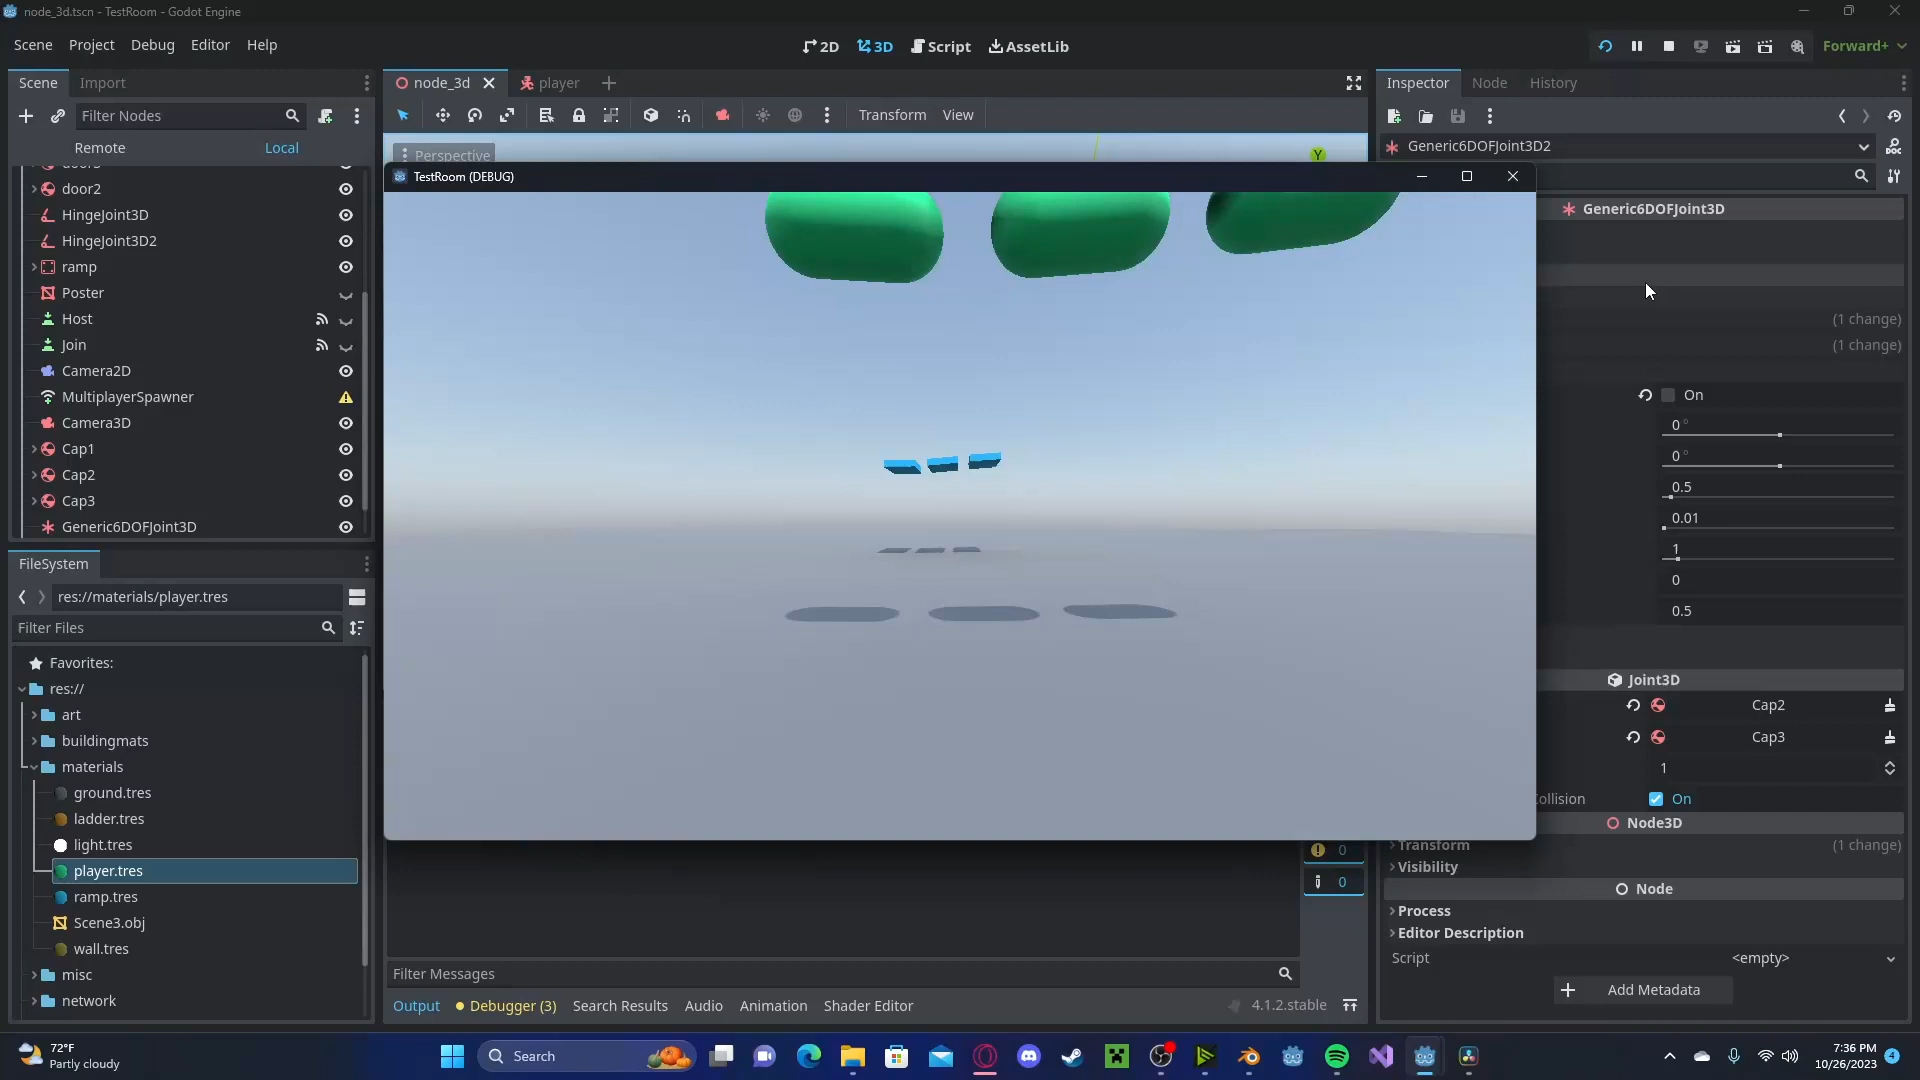 node_3d.tscn - TestRoom - Godot Engine
Scene Project Debug Editor Help
2D 3D Script AssetLib
Forward+
Scene Import
node_3d player
Inspector Node History
Filter Nodes
Transform View
Remote Local
Perspective
Y
Generic6DOFJoint3D2
TestRoom (DEBUG)
door2
HingeJoint3D
HingeJoint3D2
ramp
Poster
Host
Join
Camera2D
MultiplayerSpawner
Camera3D
Cap1
Cap2
Cap3
Generic6DOFJoint3D
Generic6DOFJoint3D
(1 change)
(1 change)
On
0°
0°
0.5
0.01
1
0
0.5
Joint3D
Cap2
Cap3
1
Collision On
Node3D
Transform (1 change)
Visibility
Node
Process
Editor Description
Script <empty>
Add Metadata
FileSystem
res://materials/player.tres
Filter Files
Favorites:
res://
art
buildingmats
materials
ground.tres
ladder.tres
light.tres
player.tres
ramp.tres
Scene3.obj
wall.tres
misc
network
0
0
Filter Messages
Output Debugger (3) Search Results Audio Animation Shader Editor 4.1.2.stable
72°F
Partly cloudy
Search
7:36 PM
10/26/2023
4